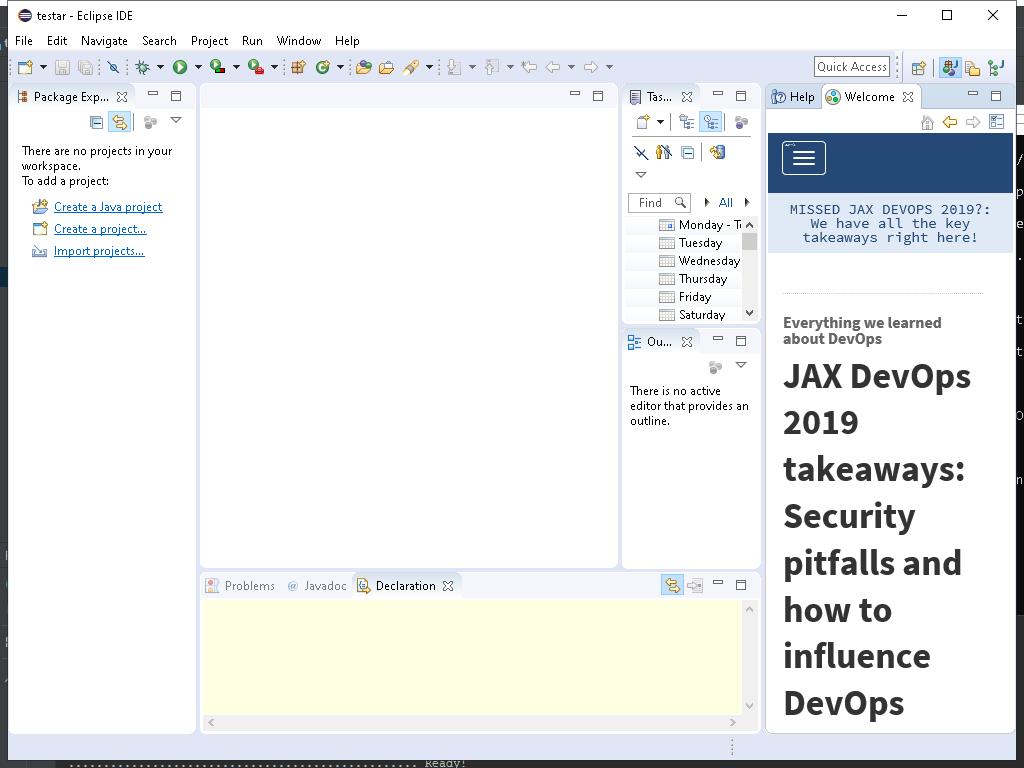 testar - Eclipse IDE
File Edit Navigate Search Project Run Window Help
Quick Access
Package Exp...
There are no projects in your
workspace.
To add a project:
Create a Java project
Create a project...
Import projects...
Tas...
Find All
Monday - T
Tuesday
Wednesday
Thursday
Friday
Saturday
Ou...
There is no active
editor that provides an
outline.
Problems @ Javadoc Declaration
Help Welcome
MISSED JAX DEVOPS 2019?:
We have all the key
takeaways right here!
Everything we learned
about DevOps
JAX DevOps
2019
takeaways:
Security
pitfalls and
how to
influence
DevOps
Ready!